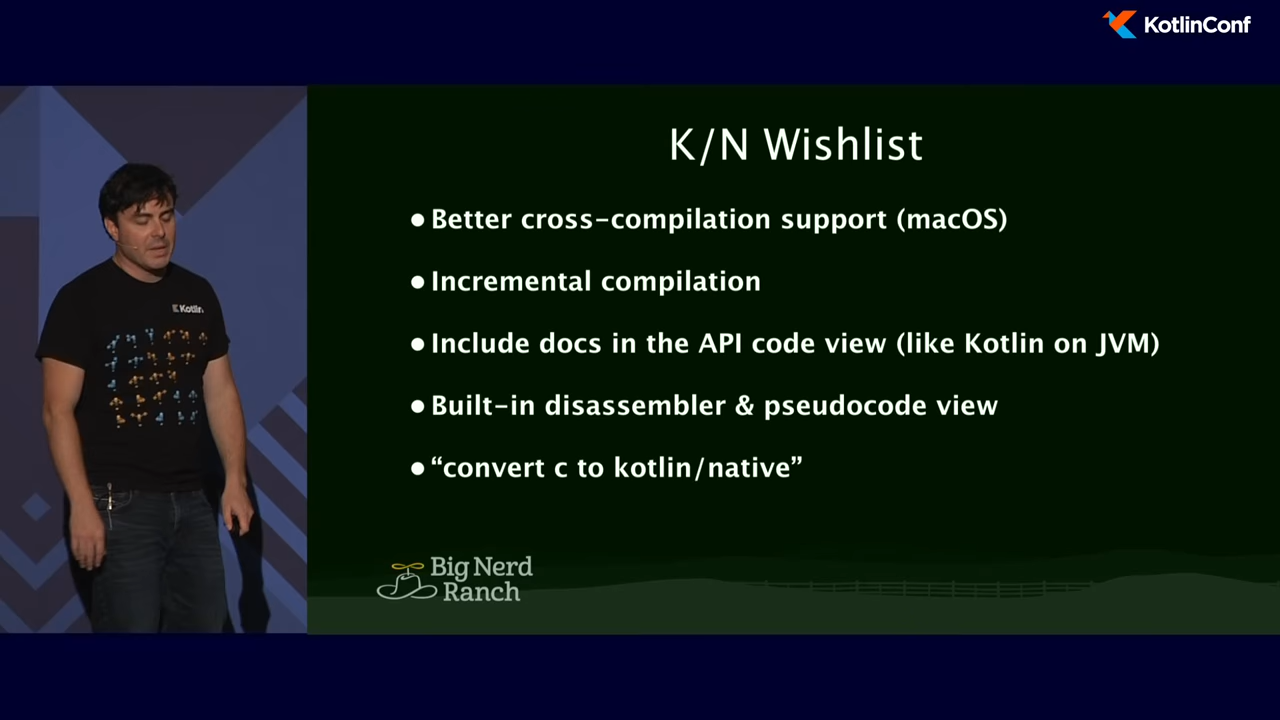 KotlinConf
K/N Wishlist
•Better cross-compilation support (macOS)
•Incremental compilation
•Include docs in the API code view (like Kotlin on JVM)
•Built-in disassembler & pseudocode view
•“convert c to kotlin/native”
Kotlin
Big Nerd
Ranch